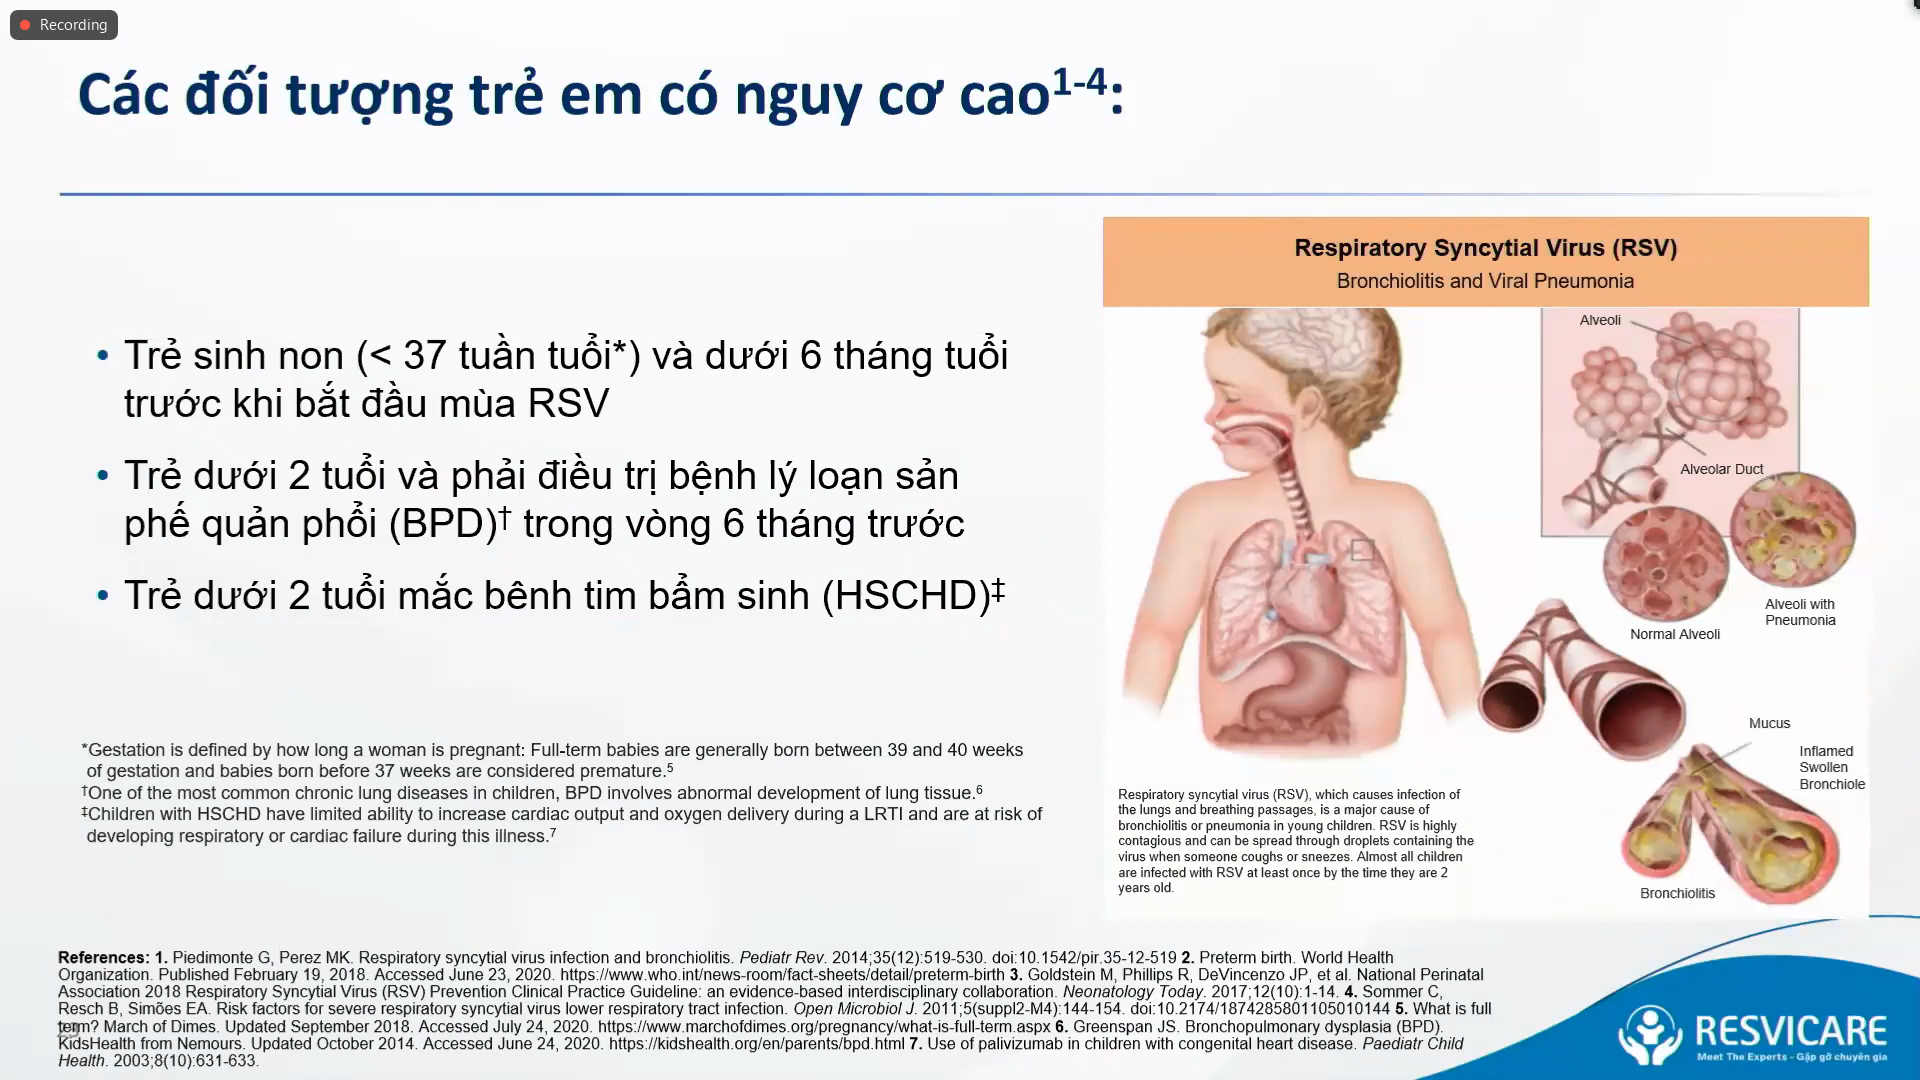 Recording
Các đối tượng trẻ em có nguy cơ cao1-4:
• Trẻ sinh non (< 37 tuần tuổi*) và dưới 6 tháng tuổi
trước khi bắt đầu mùa RSV
• Trẻ dưới 2 tuổi và phải điều trị bệnh lý loạn sản
phế quản phổi (BPD)† trong vòng 6 tháng trước
• Trẻ dưới 2 tuổi mắc bênh tim bẩm sinh (HSCHD)‡
*Gestation is defined by how long a woman is pregnant: Full-term babies are generally born between 39 and 40 weeks
of gestation and babies born before 37 weeks are considered premature.5
†One of the most common chronic lung diseases in children, BPD involves abnormal development of lung tissue.6
‡Children with HSCHD have limited ability to increase cardiac output and oxygen delivery during a LRTI and are at risk of
developing respiratory or cardiac failure during this illness.7
Respiratory Syncytial Virus (RSV)
Bronchiolitis and Viral Pneumonia
Alveoli
Alveolar Duct
Alveoli with
Pneumonia
Normal Alveoli
Mucus
Inflamed
Swollen
Bronchiole
Bronchiolitis
Respiratory syncytial virus (RSV), which causes infection of
the lungs and breathing passages, is a major cause of
bronchiolitis or pneumonia in young children. RSV is highly
contagious and can be spread through droplets containing the
virus when someone coughs or sneezes. Almost all children
are infected with RSV at least once by the time they are 2
years old.
References: 1. Piedimonte G, Perez MK. Respiratory syncytial virus infection and bronchiolitis. Pediatr Rev. 2014;35(12):519-530. doi:10.1542/pir.35-12-519 2. Preterm birth. World Health
Organization. Published February 19, 2018. Accessed June 23, 2020. https://www.who.int/news-room/fact-sheets/detail/preterm-birth 3. Goldstein M, Phillips R, DeVincenzo JP, et al. National Perinatal
Association 2018 Respiratory Syncytial Virus (RSV) Prevention Clinical Practice Guideline: an evidence-based interdisciplinary collaboration. Neonatology Today. 2017;12(10):1-14. 4. Sommer C,
Resch B, Simões EA. Risk factors for severe respiratory syncytial virus lower respiratory tract infection. Open Microbiol J. 2011;5(suppl2-M4):144-154. doi:10.2174/1874285801105010144 5. What is full
term? March of Dimes. Updated September 2018. Accessed July 24, 2020. https://www.marchofdimes.org/pregnancy/what-is-full-term.aspx 6. Greenspan JS. Bronchopulmonary dysplasia (BPD).
KidsHealth from Nemours. Updated October 2014. Accessed June 24, 2020. https://kidshealth.org/en/parents/bpd.html 7. Use of palivizumab in children with congenital heart disease. Paediatr Child
Health. 2003;8(10):631-633.
RESVICARE
Meet The Experts - Gặp gỡ chuyên gia